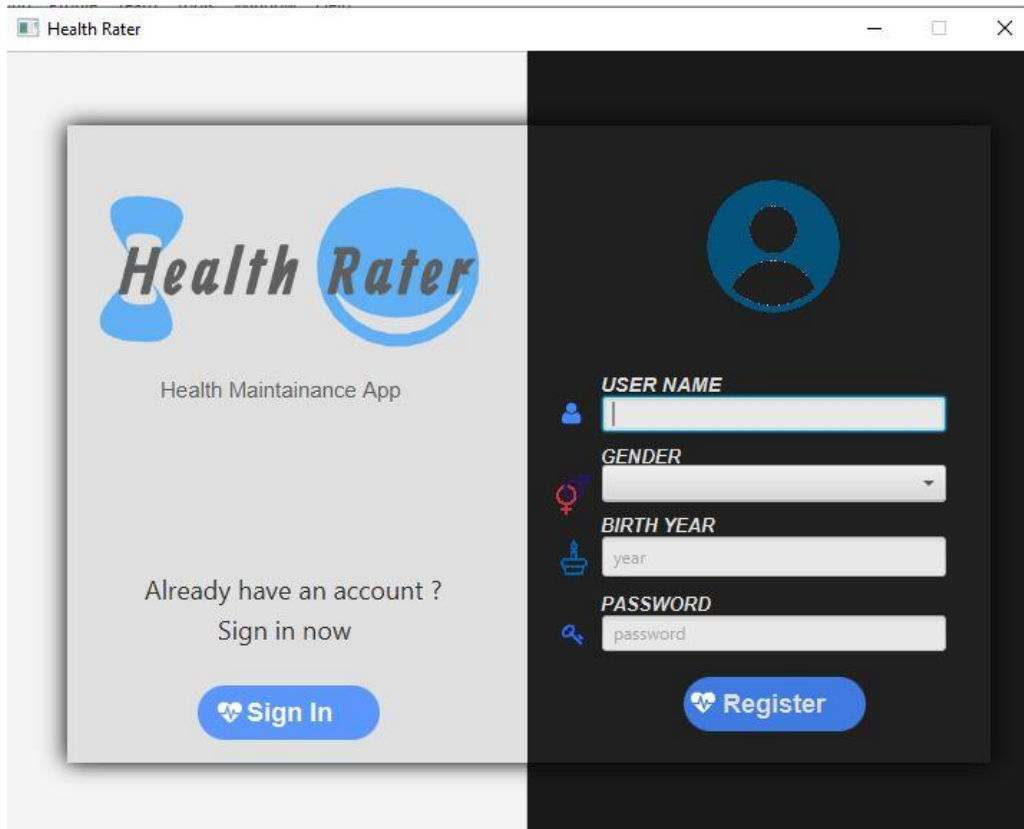 Health Rater
Health Rater
Health Maintainance App
Already have an account ?
Sign in now
Sign In
USER NAME
GENDER
BIRTH YEAR
year
PASSWORD
password
Register